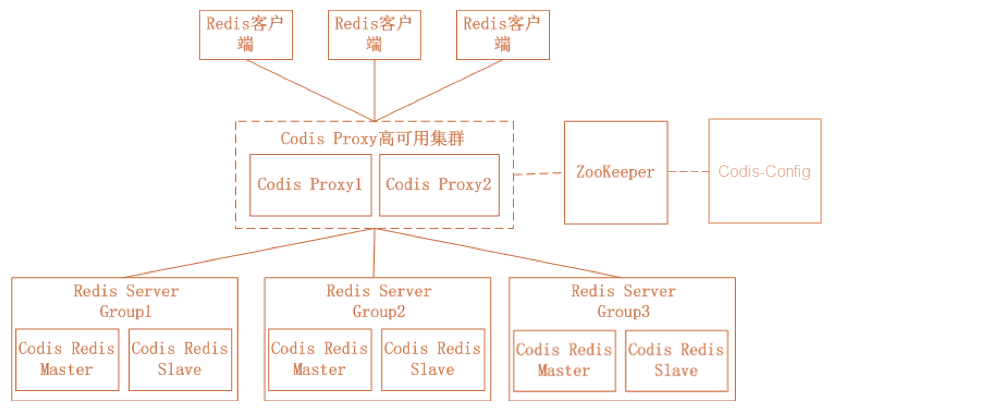 Redis客户
端
Redis客户
端
Redis客户
端
Codis Proxy高可用集群
Codis Proxy1
Codis Proxy2
ZooKeeper
Codis-Config
Redis Server
Group1
Codis Redis
Master
Codis Redis
Slave
Redis Server
Group2
Codis Redis
Master
Codis Redis
Slave
Redis Server
Group3
Codis Redis
Master
Codis Redis
Slave